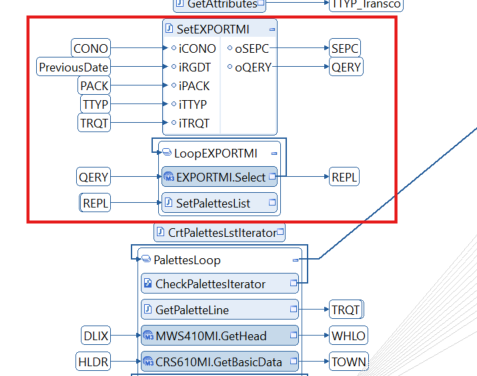 GetAttributes
TTYP_Transco
SetEXPORTMI
CONO iCONO oSEPC SEPC
PreviousDate iRGDT oQERY QERY
PACK iPACK
TTYP iTTYP
TRQT iTRQT
LoopEXPORTMI
QERY EXPORTMI.Select REPL
REPL SetPalettesList
CrtPalettesLstIterator
PalettesLoop
CheckPalettesIterator
GetPaletteLine TRQT
DLIX MWS410MI.GetHead WHLO
HLDR CRS610MI.GetBasicData TOWN